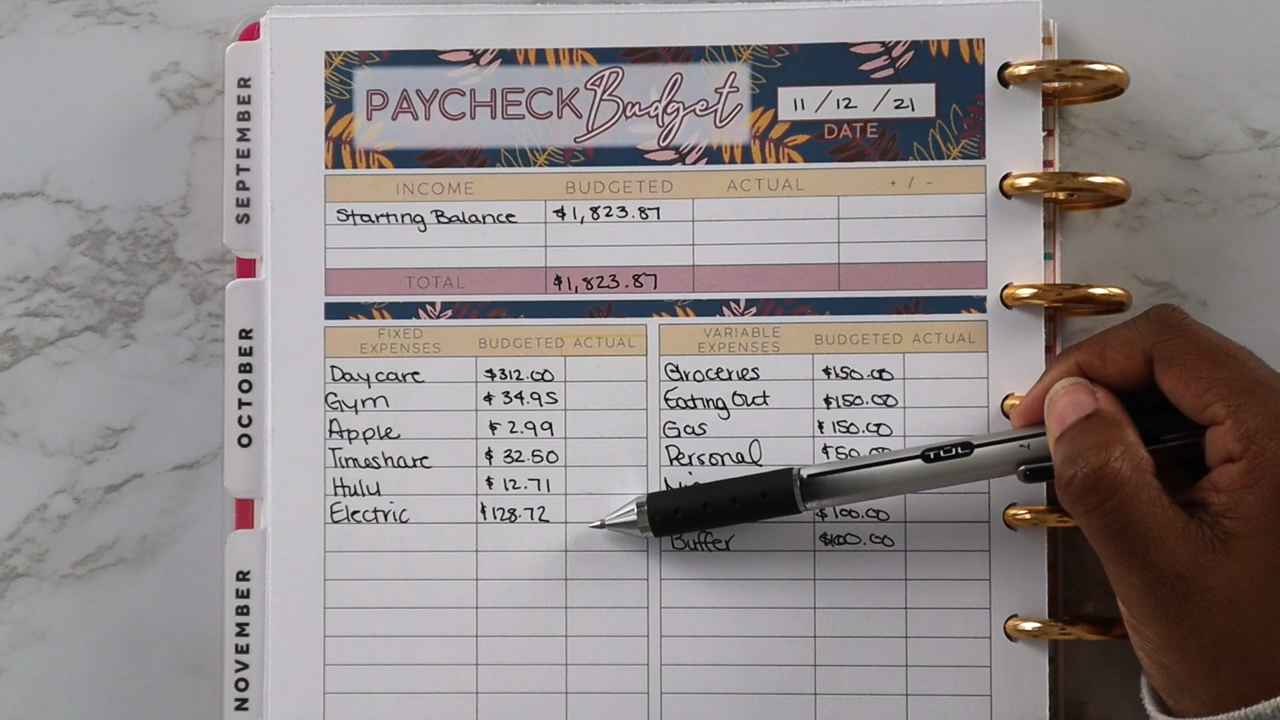 SEPTEMBER
OCTOBER
NOVEMBER
PAYCHECK Budget
11/12/21
DATE
INCOME BUDGETED ACTUAL + / -
Starting Balance $1,823.87
TOTAL $1,823.87
FIXED EXPENSES BUDGETED ACTUAL
Daycare $312.00
Gym $34.95
Apple $2.99
Timeshare $32.50
Hulu $12.71
Electric $128.72
VARIABLE EXPENSES BUDGETED ACTUAL
Groceries $150.00
Eating Out $150.00
Gas $150.00
Personal $50.00
$100.00
Buffer $100.00
TUL